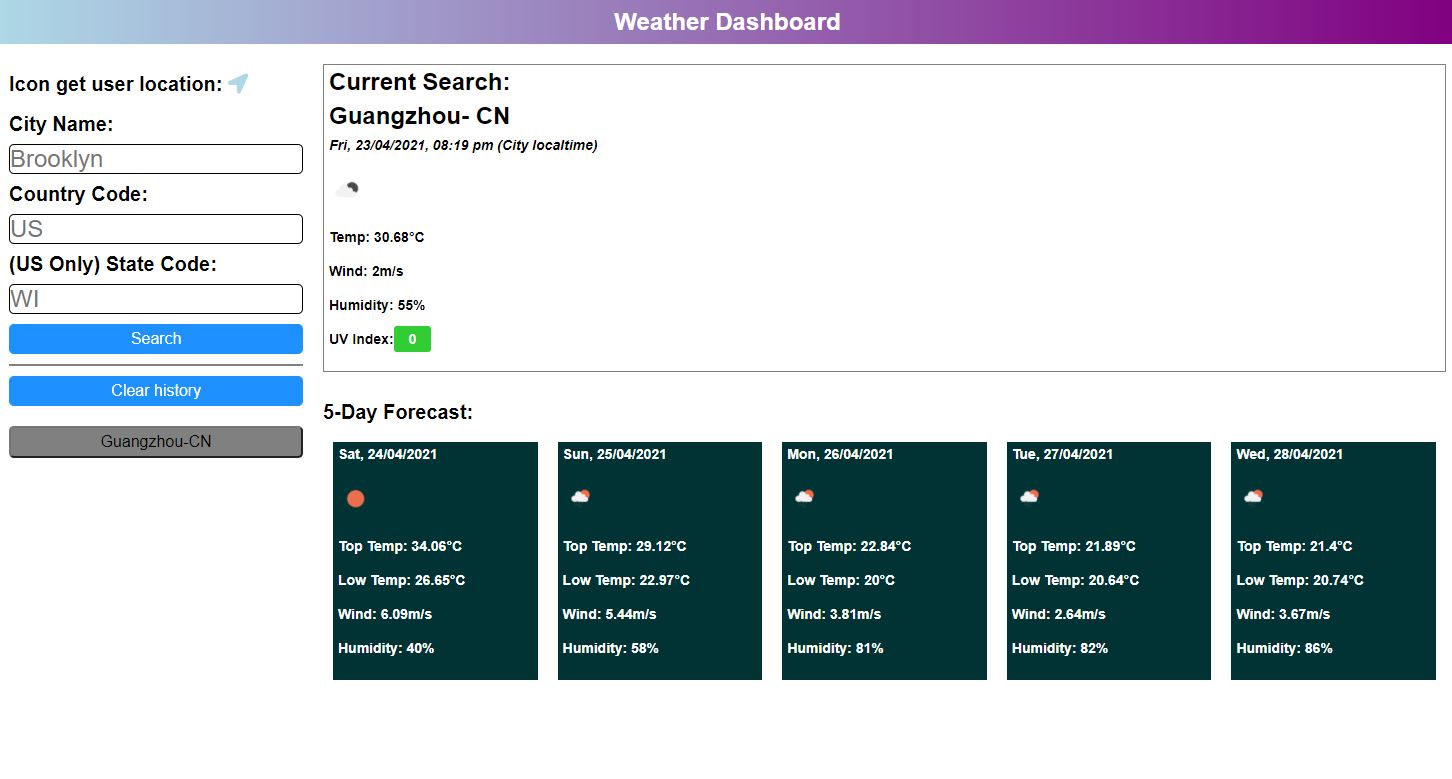 Weather Dashboard
Icon get user location:
City Name:
Brooklyn
Country Code:
US
(US Only) State Code:
WI
Search
Clear history
Guangzhou-CN
Current Search:
Guangzhou- CN
Fri, 23/04/2021, 08:19 pm (City localtime)
Temp: 30.68°C
Wind: 2m/s
Humidity: 55%
UV Index: 0
5-Day Forecast:
Sat, 24/04/2021
Top Temp: 34.06°C
Low Temp: 26.65°C
Wind: 6.09m/s
Humidity: 40%
Sun, 25/04/2021
Top Temp: 29.12°C
Low Temp: 22.97°C
Wind: 5.44m/s
Humidity: 58%
Mon, 26/04/2021
Top Temp: 22.84°C
Low Temp: 20°C
Wind: 3.81m/s
Humidity: 81%
Tue, 27/04/2021
Top Temp: 21.89°C
Low Temp: 20.64°C
Wind: 2.64m/s
Humidity: 82%
Wed, 28/04/2021
Top Temp: 21.4°C
Low Temp: 20.74°C
Wind: 3.67m/s
Humidity: 86%